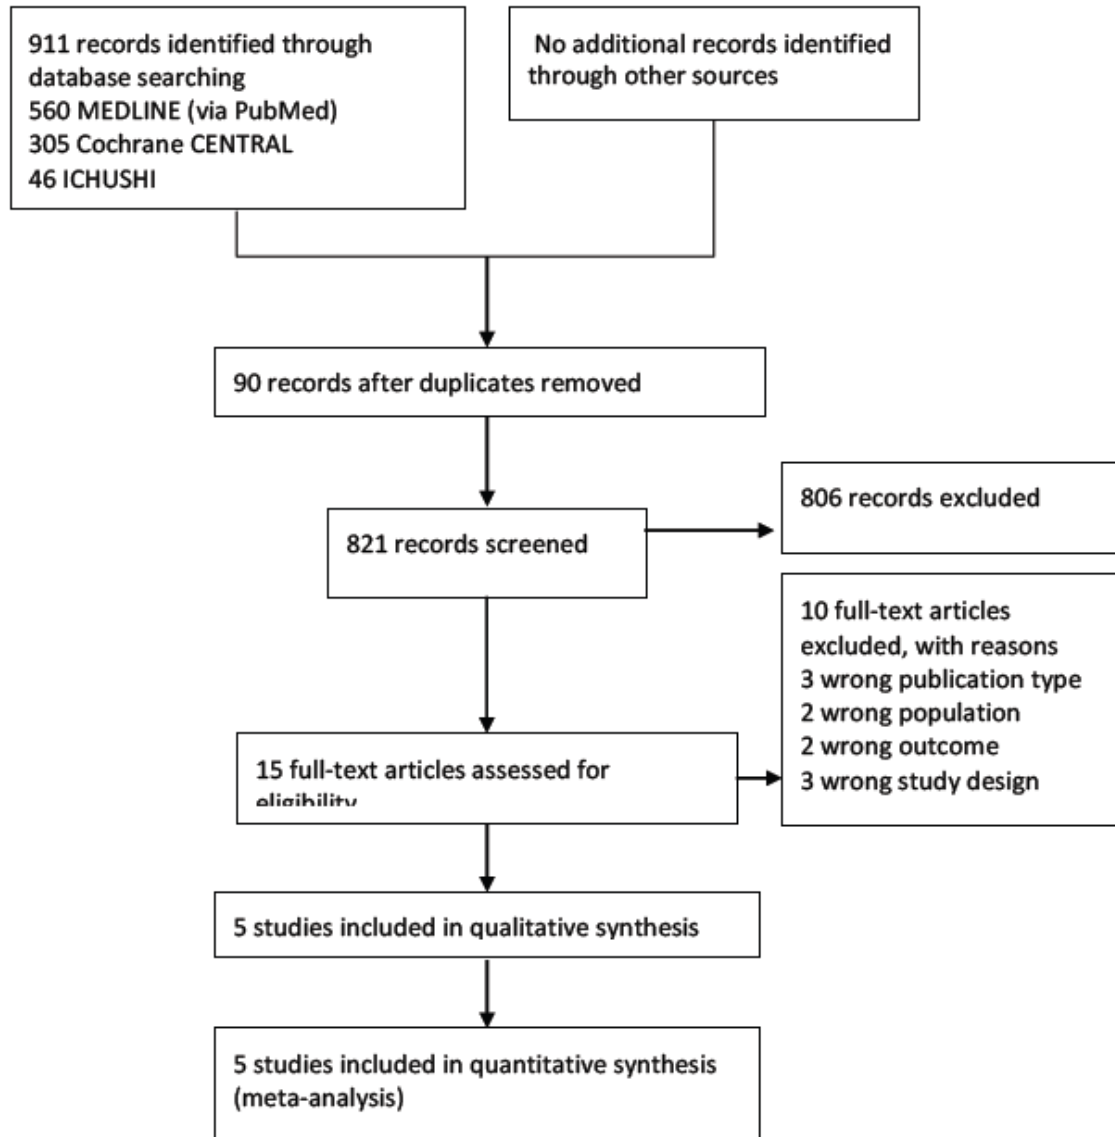 911 records identified through
database searching
560 MEDLINE (via PubMed)
305 Cochrane CENTRAL
46 ICHUSHI
No additional records identified
through other sources
90 records after duplicates removed
821 records screened
806 records excluded
10 full-text articles
excluded, with reasons
3 wrong publication type
2 wrong population
2 wrong outcome
3 wrong study design
15 full-text articles assessed for
eligibility
5 studies included in qualitative synthesis
5 studies included in quantitative synthesis
(meta-analysis)